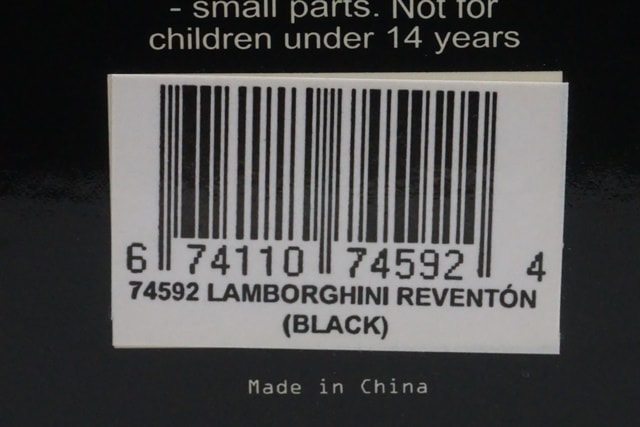 - small parts. Not for
children under 14 years
6 74110 74592 4
74592 LAMBORGHINI REVENTÓN
(BLACK)
Made in China